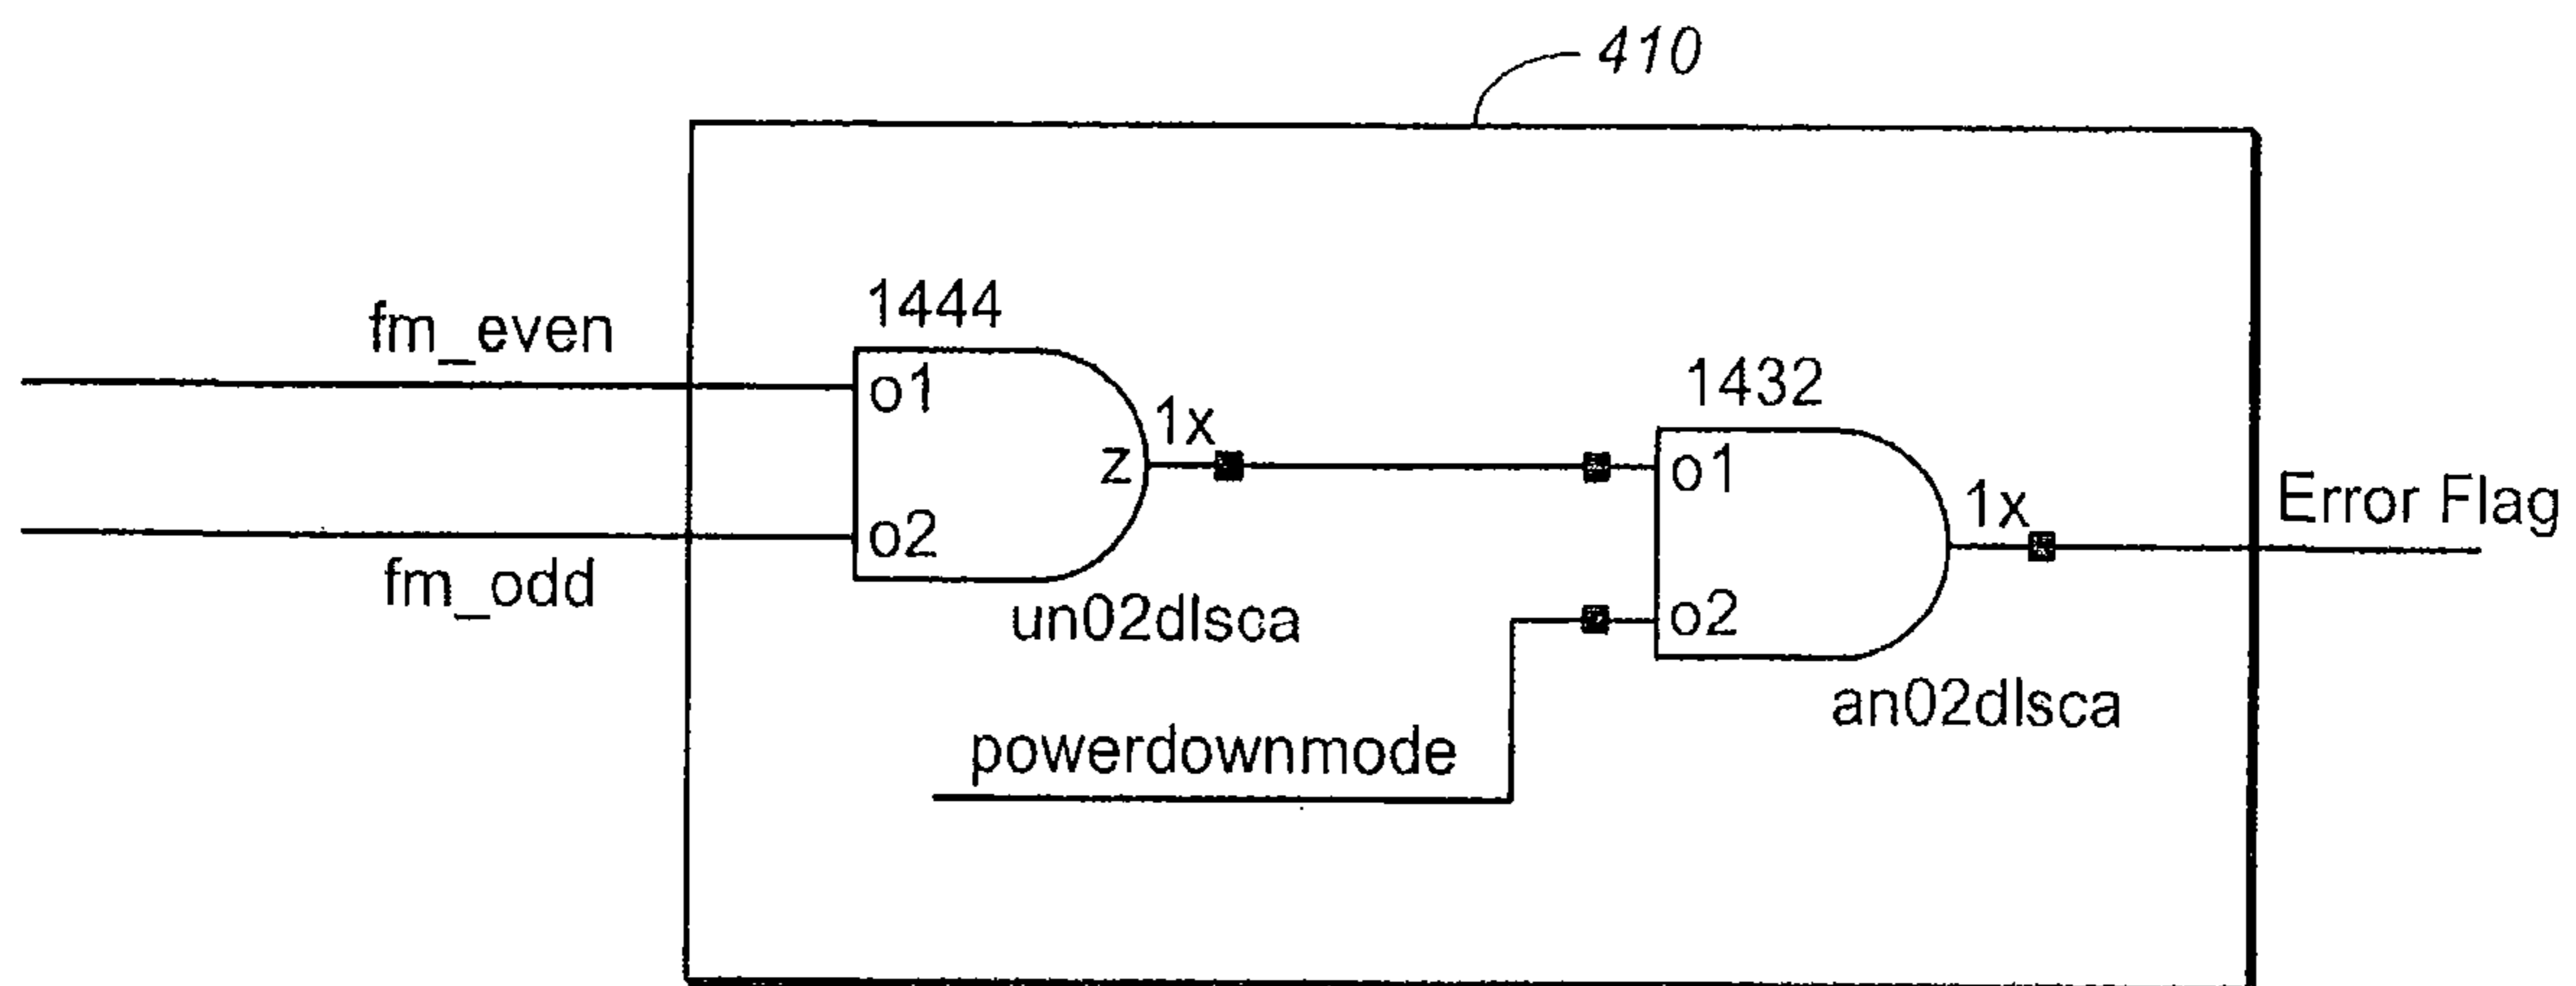 410
1444
fm_even
o1
1x
z
o2
fm_odd
un02dlsca
1432
o1
1x
o2
an02dlsca
Error Flag
powerdownmode